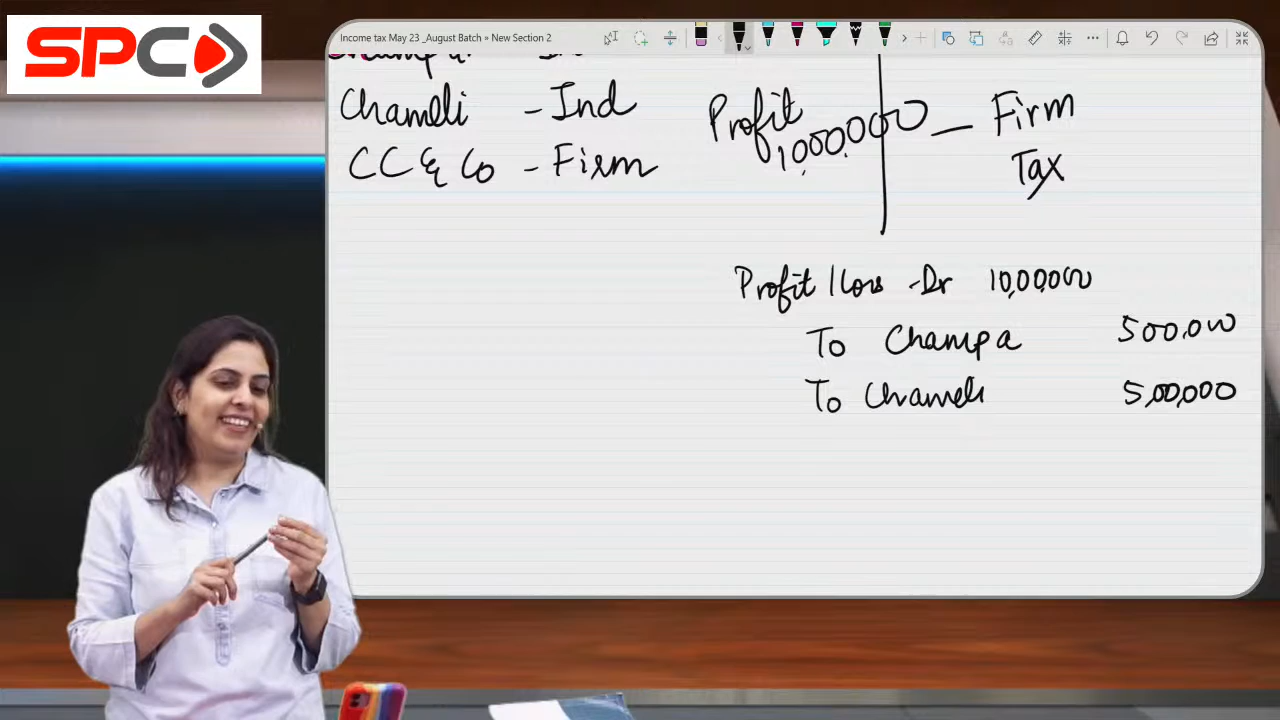 SPC
Income tax May 23 _August Batch » New Section 2
Chameli - Ind
CC & Co - Firm
Profit
1,000,000 — Firm
Tax
Profit / Loss - Dr 10,00,000
To Champa 500,000
To Chameli 5,00,000